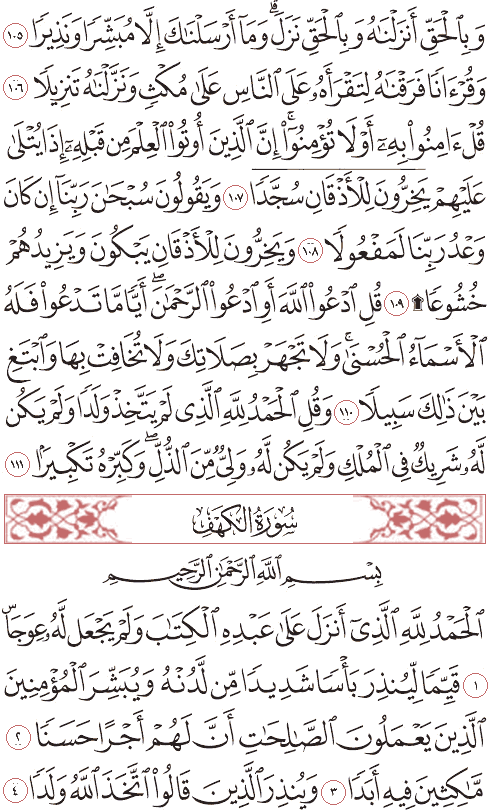 وَبِٱلْحَقِّ أَنزَلْنَٰهُ وَبِٱلْحَقِّ نَزَلَ ۗ وَمَآ أَرْسَلْنَٰكَ إِلَّا مُبَشِّرًا وَنَذِيرًا ١٠٥
وَقُرْءَانًا فَرَقْنَٰهُ لِتَقْرَأَهُۥ عَلَى ٱلنَّاسِ عَلَىٰ مُكْثٍ وَنَزَّلْنَٰهُ تَنزِيلًا ١٠٦
قُلْ ءَامِنُوا۟ بِهِۦٓ أَوْ لَا تُؤْمِنُوٓا۟ ۚ إِنَّ ٱلَّذِينَ أُوتُوا۟ ٱلْعِلْمَ مِن قَبْلِهِۦٓ إِذَا يُتْلَىٰ
عَلَيْهِمْ يَخِرُّونَ لِلْأَذْقَانِ سُجَّدًا ١٠٧ وَيَقُولُونَ سُبْحَٰنَ رَبِّنَآ إِن كَانَ
وَعْدُ رَبِّنَا لَمَفْعُولًا ١٠٨ وَيَخِرُّونَ لِلْأَذْقَانِ يَبْكُونَ وَيَزِيدُهُمْ
خُشُوعًا ۩ ١٠٩ قُلِ ٱدْعُوا۟ ٱللَّهَ أَوِ ٱدْعُوا۟ ٱلرَّحْمَٰنَ ۖ أَيًّا مَّا تَدْعُوا۟ فَلَهُ
ٱلْأَسْمَآءُ ٱلْحُسْنَىٰ ۚ وَلَا تَجْهَرْ بِصَلَاتِكَ وَلَا تُخَافِتْ بِهَا وَٱبْتَغِ
بَيْنَ ذَٰلِكَ سَبِيلًا ١١٠ وَقُلِ ٱلْحَمْدُ لِلَّهِ ٱلَّذِى لَمْ يَتَّخِذْ وَلَدًا وَلَمْ يَكُن
لَّهُۥ شَرِيكٌ فِى ٱلْمُلْكِ وَلَمْ يَكُن لَّهُۥ وَلِىٌّ مِّنَ ٱلذُّلِّ ۖ وَكَبِّرْهُ تَكْبِيرًۢا ١١١
سُورَةُ الكَهْفِ
بِسْمِ ٱللَّهِ ٱلرَّحْمَٰنِ ٱلرَّحِيمِ
ٱلْحَمْدُ لِلَّهِ ٱلَّذِىٓ أَنزَلَ عَلَىٰ عَبْدِهِ ٱلْكِتَٰبَ وَلَمْ يَجْعَل لَّهُۥ عِوَجَا ۜ
١ قَيِّمًا لِّيُنذِرَ بَأْسًا شَدِيدًا مِّن لَّدُنْهُ وَيُبَشِّرَ ٱلْمُؤْمِنِينَ
ٱلَّذِينَ يَعْمَلُونَ ٱلصَّٰلِحَٰتِ أَنَّ لَهُمْ أَجْرًا حَسَنًا ٢
مَّٰكِثِينَ فِيهِ أَبَدًا ٣ وَيُنذِرَ ٱلَّذِينَ قَالُوا۟ ٱتَّخَذَ ٱللَّهُ وَلَدًا ٤